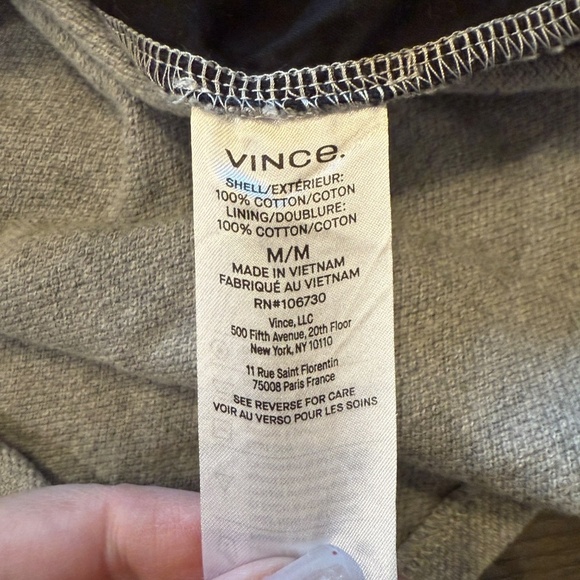 VINCE.
SHELL/EXTÉRIEUR:
100% COTTON/COTON
LINING/DOUBLURE:
100% COTTON/COTON
M/M
MADE IN VIETNAM
FABRIQUÉ AU VIETNAM
RN#106730
Vince, LLC
500 Fifth Avenue, 20th Floor
New York, NY 10110
11 Rue Saint Florentin
75008 Paris France
SEE REVERSE FOR CARE
VOIR AU VERSO POUR LES SOINS